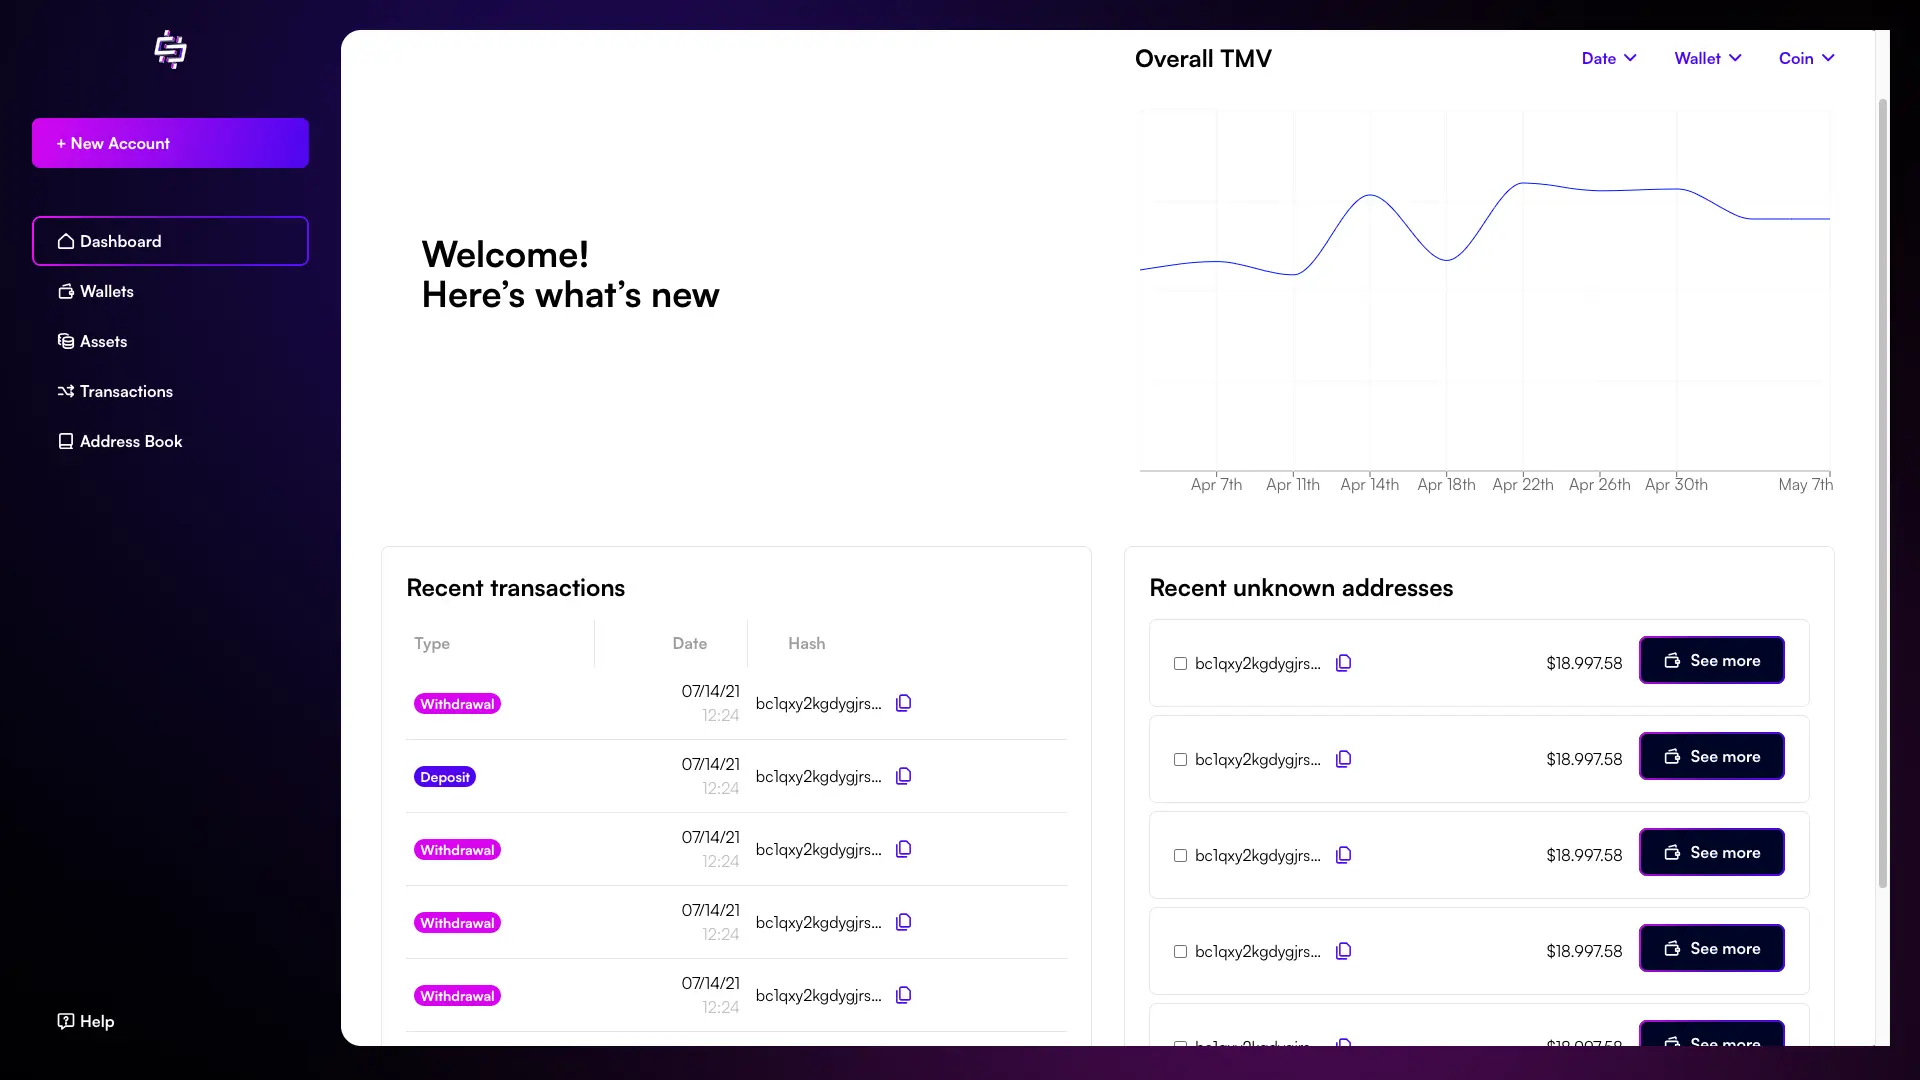 + New Account
Dashboard
Wallets
Assets
Transactions
Address Book
Help
Welcome!
Here’s what’s new
Overall TMV
Date Wallet Coin
Apr 7th Apr 11th Apr 14th Apr 18th Apr 22th Apr 26th Apr 30th May 7th
Recent transactions
Type Date Hash
Withdrawal 07/14/21 bc1qxy2kgdygjrs...
12:24
Deposit 07/14/21 bc1qxy2kgdygjrs...
12:24
Withdrawal 07/14/21 bc1qxy2kgdygjrs...
12:24
Withdrawal 07/14/21 bc1qxy2kgdygjrs...
12:24
Withdrawal 07/14/21 bc1qxy2kgdygjrs...
12:24
Recent unknown addresses
bc1qxy2kgdygjrs... $18.997.58 See more
bc1qxy2kgdygjrs... $18.997.58 See more
bc1qxy2kgdygjrs... $18.997.58 See more
bc1qxy2kgdygjrs... $18.997.58 See more
See more